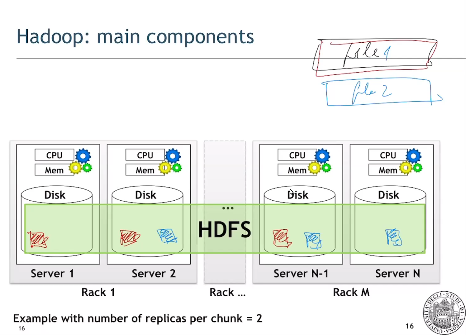 Hadoop: main components
file 1
file 2
CPU CPU CPU CPU
Mem Mem Mem Mem
Disk Disk Disk Disk
...
HDFS
Server 1 Server 2 Server N-1 Server N
Rack 1 Rack ... Rack M
Example with number of replicas per chunk = 2
16 16